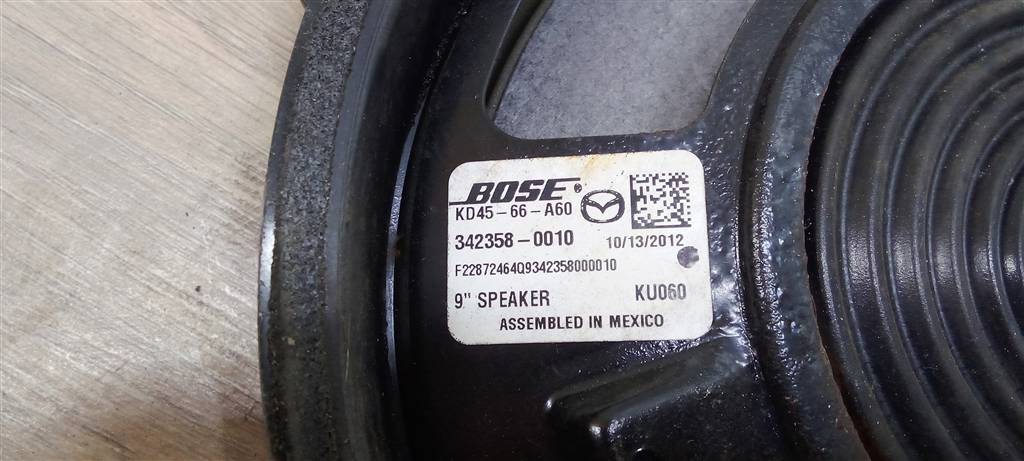 BOSE®
KD45-66-A60
342358-0010 10/13/2012
F22872464Q9342358000010
9" SPEAKER KU060
ASSEMBLED IN MEXICO